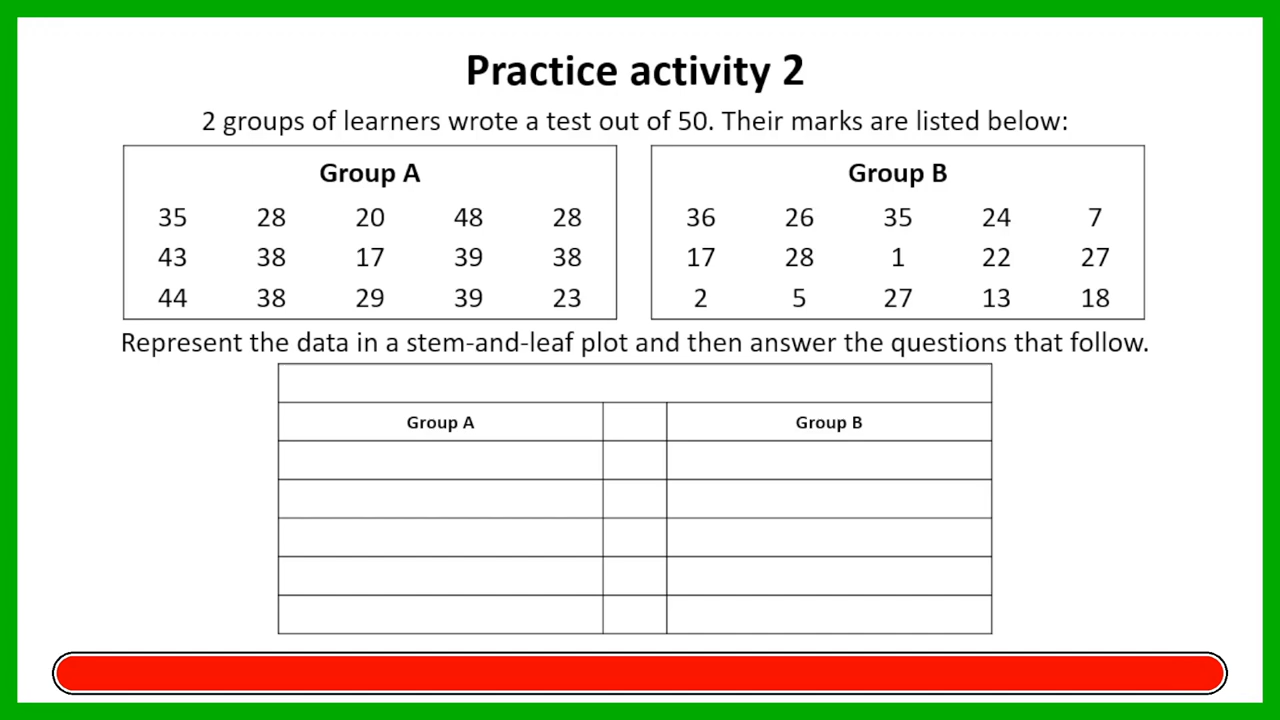 Practice activity 2
2 groups of learners wrote a test out of 50. Their marks are listed below:
Group A
35 28 20 48 28
43 38 17 39 38
44 38 29 39 23
Group B
36 26 35 24 7
17 28 1 22 27
2 5 27 13 18
Represent the data in a stem-and-leaf plot and then answer the questions that follow.
Group A Group B